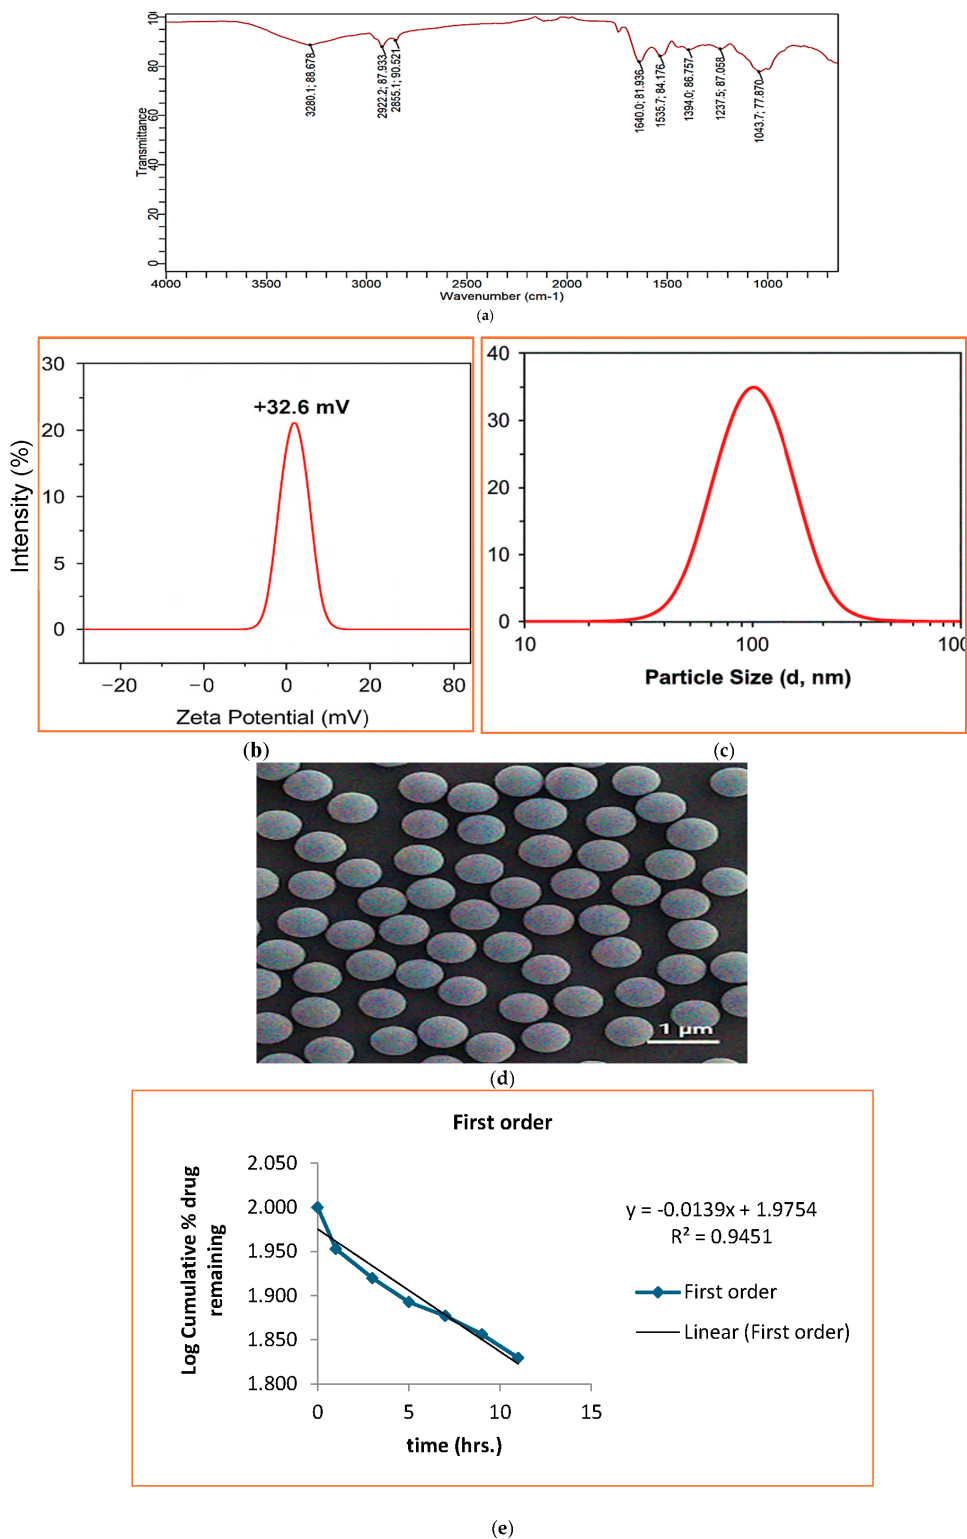 100
80
60
40
20
0
Transmittance
3280.1; 88.678
2922.2; 87.933
2855.1; 90.521
1640.0; 81.936
1535.7; 84.176
1394.0; 86.757
1237.5; 87.058
1043.7; 77.870
4000 3500 3000 2500 2000 1500 1000
Wavenumber (cm-1)
(a)
30
20
10
5
0
Intensity (%)
+32.6 mV
−20 −0 0 20 80
Zeta Potential (mV)
(b)
40
30
20
10
0
10 100 100
Particle Size (d, nm)
(c)
1 µm
(d)
First order
Log Cumulative % drug
remaining
2.050
2.000
1.950
1.900
1.850
1.800
0 5 10 15
time (hrs.)
y = -0.0139x + 1.9754
R² = 0.9451
First order
Linear (First order)
(e)